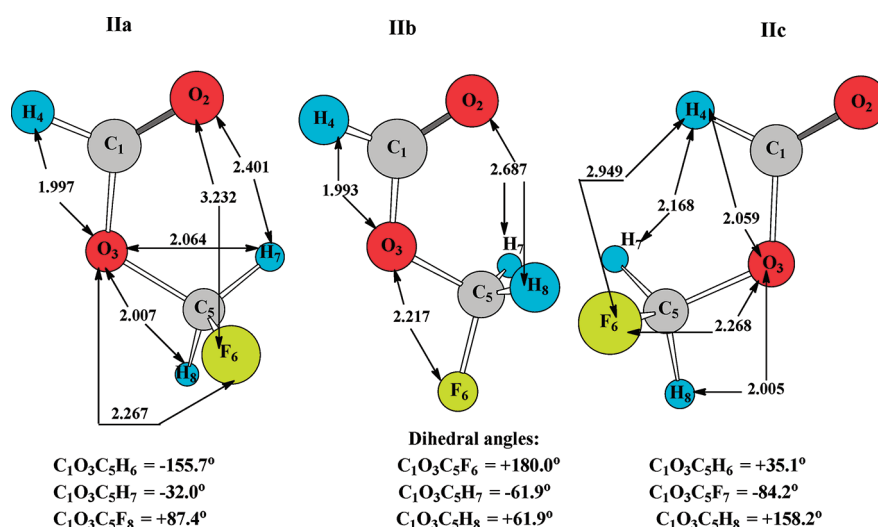 IIa IIb IIc
H₄ O₂ C₁ 1.997 2.401 3.232 O₃ 2.064 H₇ 2.007 C₅ F₆ H₈ 2.267
H₄ O₂ C₁ 1.993 2.687 O₃ H₇ C₅ H₈ 2.217 F₆
H₄ O₂ C₁ 2.949 2.168 2.059 H₇ O₃ C₅ F₆ 2.268 H₈ 2.005
Dihedral angles:
C₁O₃C₅H₆ = -155.7° C₁O₃C₅F₆ = +180.0° C₁O₃C₅H₆ = +35.1°
C₁O₃C₅H₇ = -32.0° C₁O₃C₅H₇ = -61.9° C₁O₃C₅F₇ = -84.2°
C₁O₃C₅F₈ = +87.4° C₁O₃C₅H₈ = +61.9° C₁O₃C₅H₈ = +158.2°